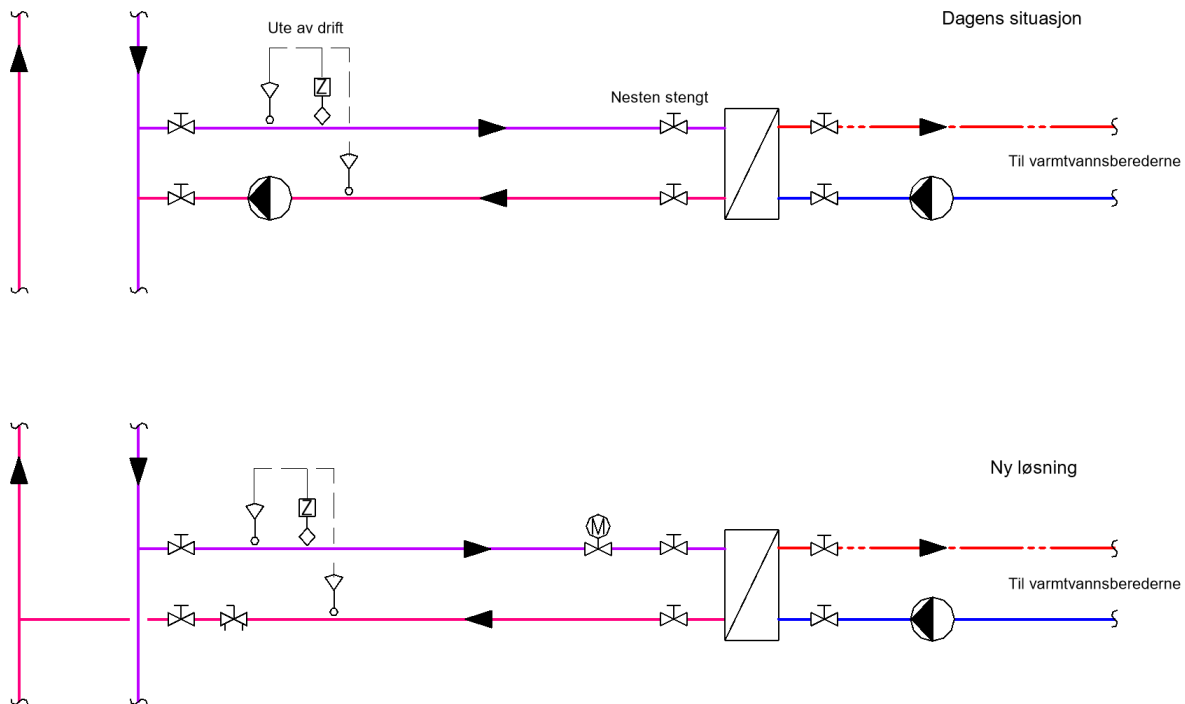 Dagens situasjon
Ute av drift
Z
Nesten stengt
Til varmtvannsberederne
Ny løsning
Z
M
Til varmtvannsberederne